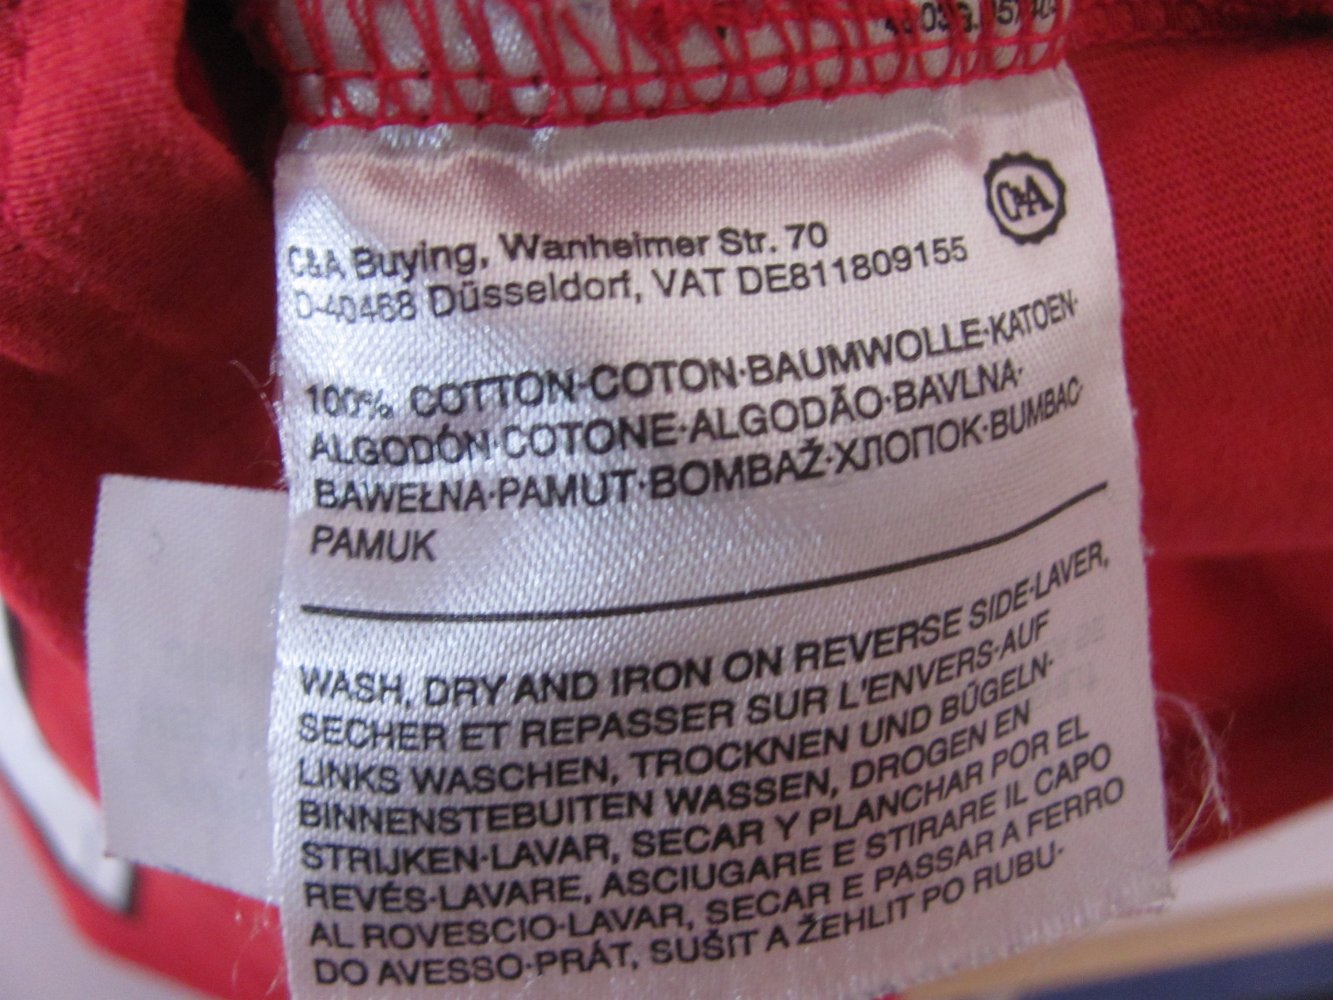 C&A
C&A Buying, Wanheimer Str. 70
D-40468 Düsseldorf, VAT DE811809155
100% COTTON·COTON·BAUMWOLLE·KATOEN·
ALGODÓN·COTONE·ALGODÃO·BAVLNA·
BAWEŁNA·PAMUT·BOMBAŽ·ХЛОПОК·BUMBAC·
PAMUK
WASH, DRY AND IRON ON REVERSE SIDE·LAVER,
SECHER ET REPASSER SUR L'ENVERS·AUF
LINKS WASCHEN, TROCKNEN UND BÜGELN·
BINNENSTEBUITEN WASSEN, DROGEN EN
STRIJKEN·LAVAR, SECAR Y PLANCHAR POR EL
REVÉS·LAVARE, ASCIUGARE E STIRARE IL CAPO
AL ROVESCIO·LAVAR, SECAR E PASSAR A FERRO
DO AVESSO·PRÁT, SUŠIT A ŽEHLIT PO RUBU·